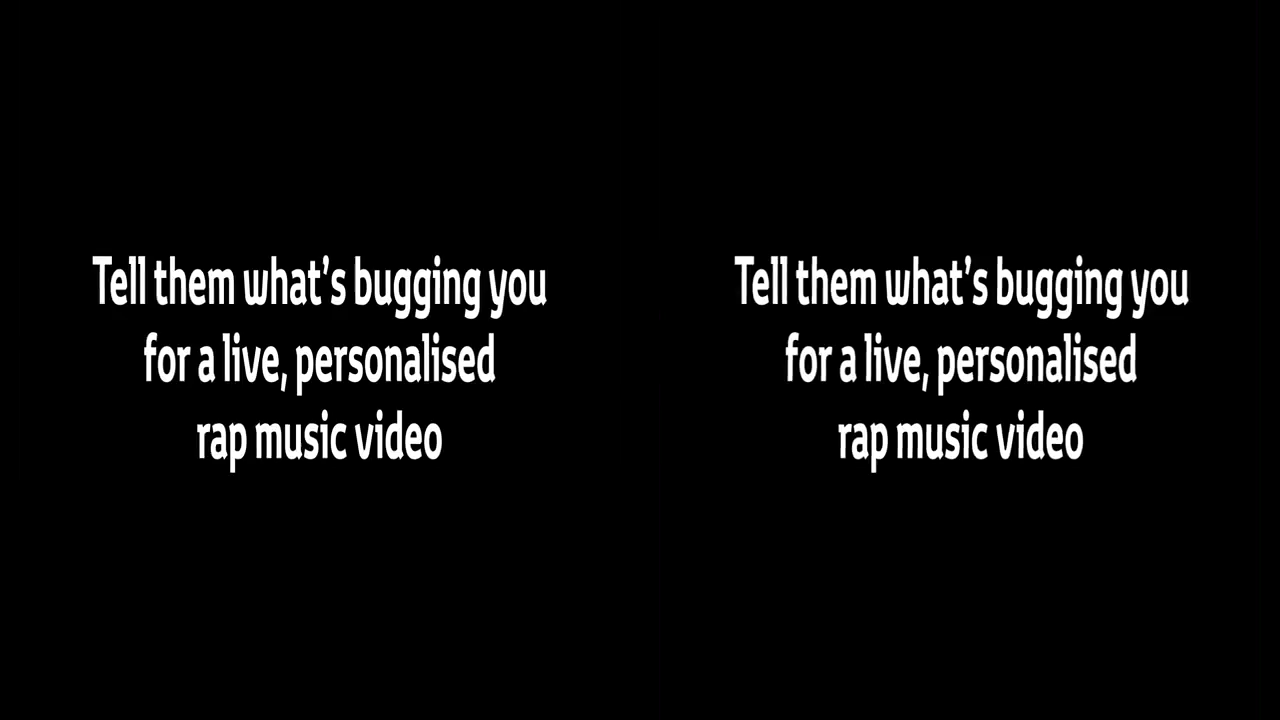 Tell them what's bugging you
for a live, personalised
rap music video
Tell them what's bugging you
for a live, personalised
rap music video